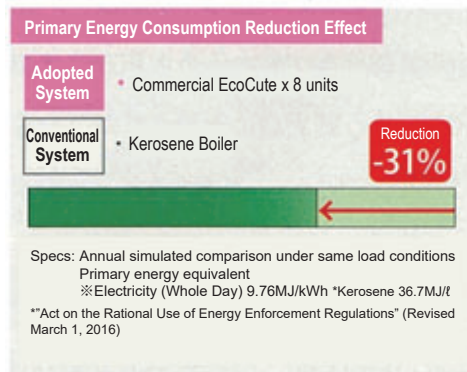 Primary Energy Consumption Reduction Effect
Adopted
System
• Commercial EcoCute x 8 units
Conventional
System
• Kerosene Boiler
Reduction
-31%
Specs: Annual simulated comparison under same load conditions
Primary energy equivalent
※Electricity (Whole Day) 9.76MJ/kWh *Kerosene 36.7MJ/ℓ
*"Act on the Rational Use of Energy Enforcement Regulations" (Revised
March 1, 2016)